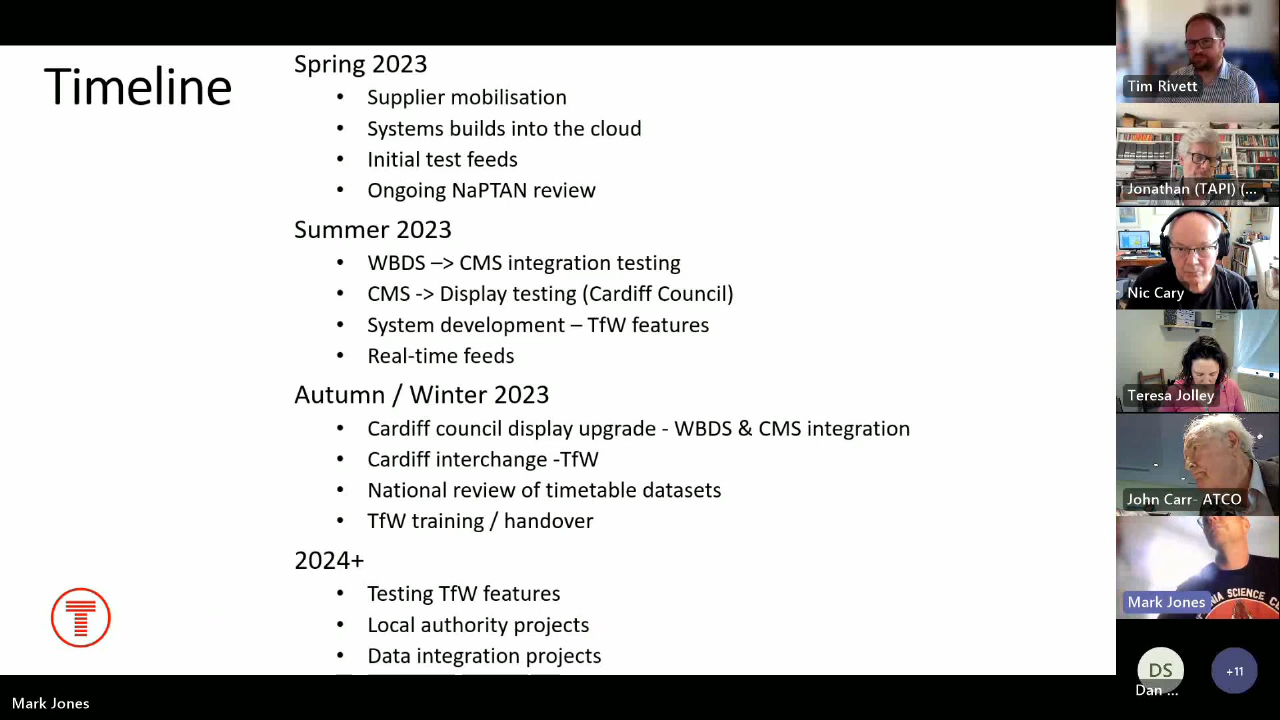 Timeline
Spring 2023
• Supplier mobilisation
• Systems builds into the cloud
• Initial test feeds
• Ongoing NaPTAN review
Summer 2023
• WBDS –> CMS integration testing
• CMS -> Display testing (Cardiff Council)
• System development – TfW features
• Real-time feeds
Autumn / Winter 2023
• Cardiff council display upgrade - WBDS & CMS integration
• Cardiff interchange -TfW
• National review of timetable datasets
• TfW training / handover
2024+
• Testing TfW features
• Local authority projects
• Data integration projects
T
Mark Jones
Tim Rivett
Jonathan (TAPI) (...
Nic Cary
Teresa Jolley
John Carr- ATCO
NIA SCIENCE C
Mark Jones
DS
Dan ...
+11